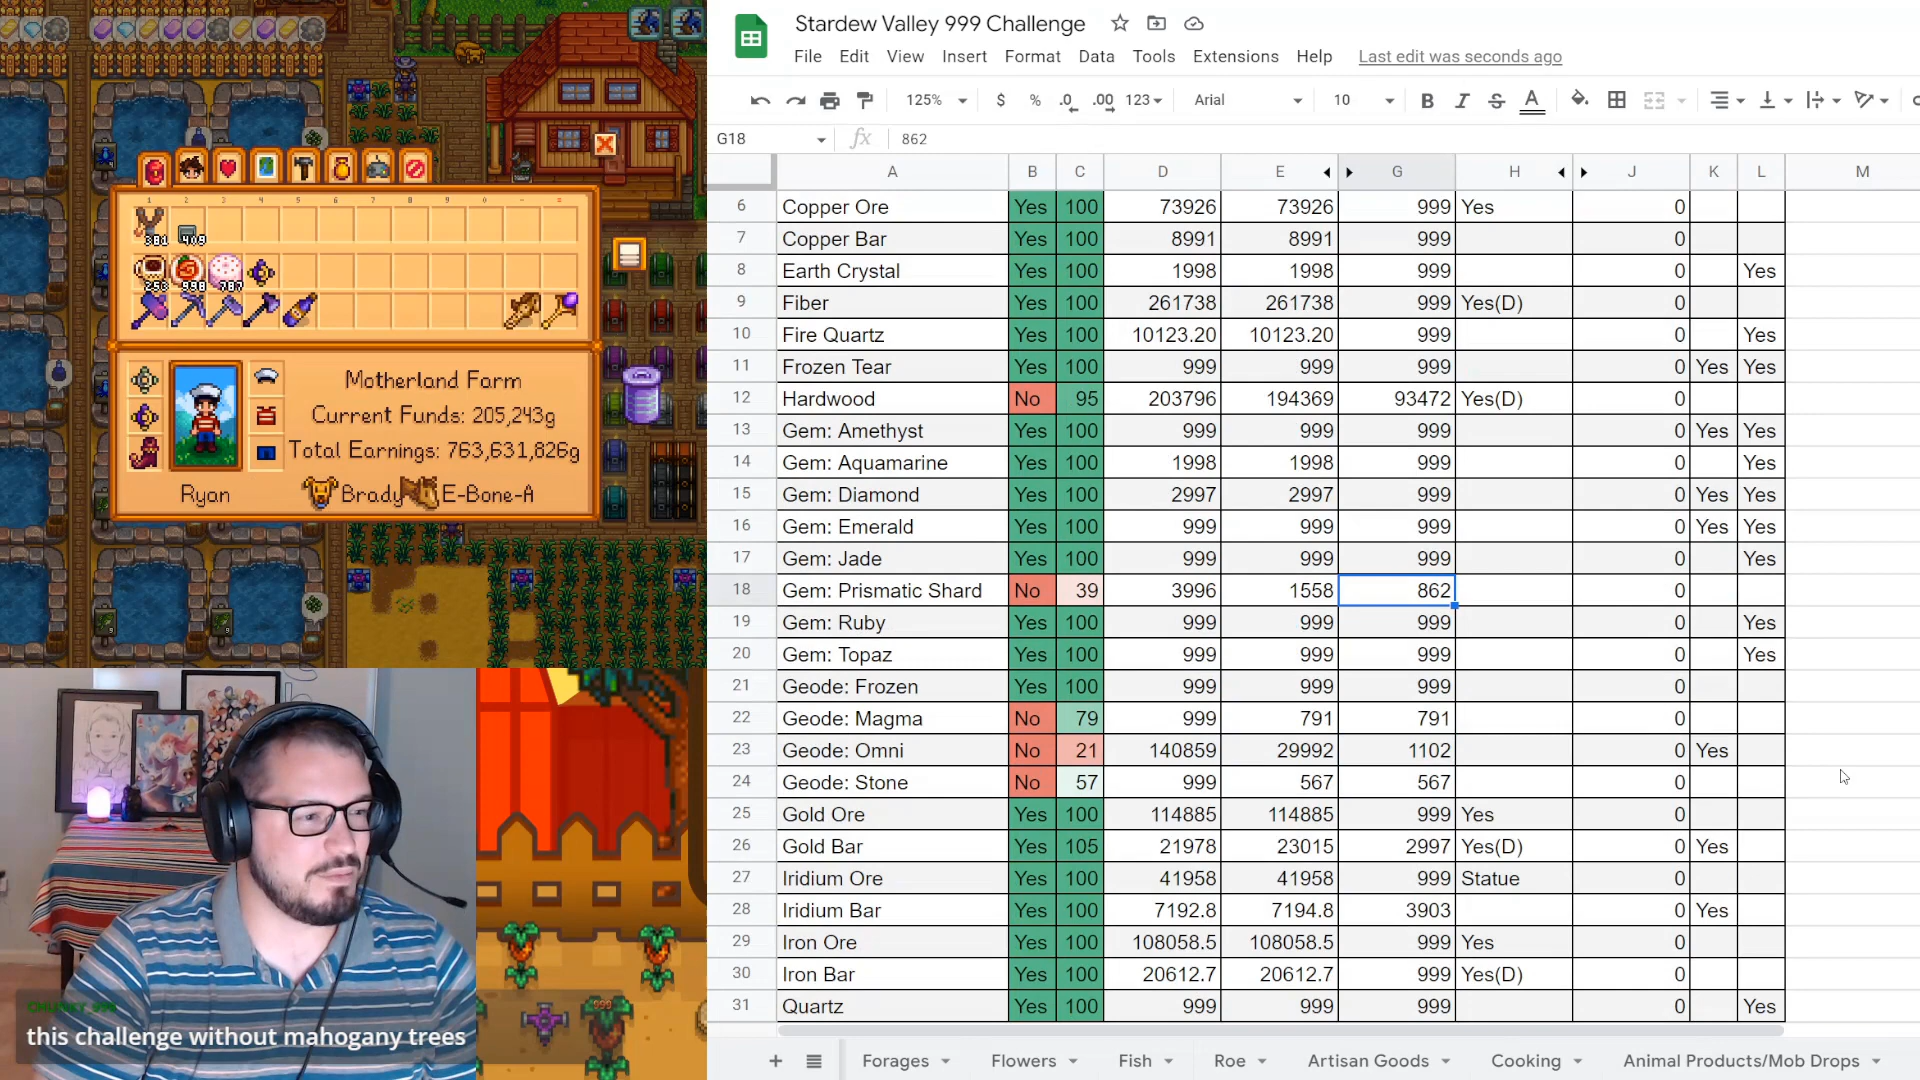 Stardew Valley 999 Challenge
File Edit View Insert Format Data Tools Extensions Help Last edit was seconds ago
125% $ % .0 .00 123 Arial 10 B I S A
G18 fx 862
A B C D E G H J K L M
6 Copper Ore Yes 100 73926 73926 999 Yes 0
7 Copper Bar Yes 100 8991 8991 999 0
8 Earth Crystal Yes 100 1998 1998 999 0 Yes
9 Fiber Yes 100 261738 261738 999 Yes(D) 0
10 Fire Quartz Yes 100 10123.20 10123.20 999 0 Yes
11 Frozen Tear Yes 100 999 999 999 0 Yes Yes
12 Hardwood No 95 203796 194369 93472 Yes(D) 0
13 Gem: Amethyst Yes 100 999 999 999 0 Yes Yes
14 Gem: Aquamarine Yes 100 1998 1998 999 0 Yes
15 Gem: Diamond Yes 100 2997 2997 999 0 Yes Yes
16 Gem: Emerald Yes 100 999 999 999 0 Yes Yes
17 Gem: Jade Yes 100 999 999 999 0 Yes
18 Gem: Prismatic Shard No 39 3996 1558 862 0
19 Gem: Ruby Yes 100 999 999 999 0 Yes
20 Gem: Topaz Yes 100 999 999 999 0 Yes
21 Geode: Frozen Yes 100 999 999 999 0
22 Geode: Magma No 79 999 791 791 0
23 Geode: Omni No 21 140859 29992 1102 0 Yes
24 Geode: Stone No 57 999 567 567 0
25 Gold Ore Yes 100 114885 114885 999 Yes 0
26 Gold Bar Yes 105 21978 23015 2997 Yes(D) 0 Yes
27 Iridium Ore Yes 100 41958 41958 999 Statue 0
28 Iridium Bar Yes 100 7192.8 7194.8 3903 0 Yes
29 Iron Ore Yes 100 108058.5 108058.5 999 Yes 0
30 Iron Bar Yes 100 20612.7 20612.7 999 Yes(D) 0
31 Quartz Yes 100 999 999 999 0 Yes
Forages Flowers Fish Roe Artisan Goods Cooking Animal Products/Mob Drops
1 2 3 4 5 6 7 8 9 0 - =
381 409
253 998 787
Motherland Farm
Current Funds: 205,243g
Total Earnings: 763,631,826g
Ryan Brady E-Bone-A
this challenge without mahogany trees
999